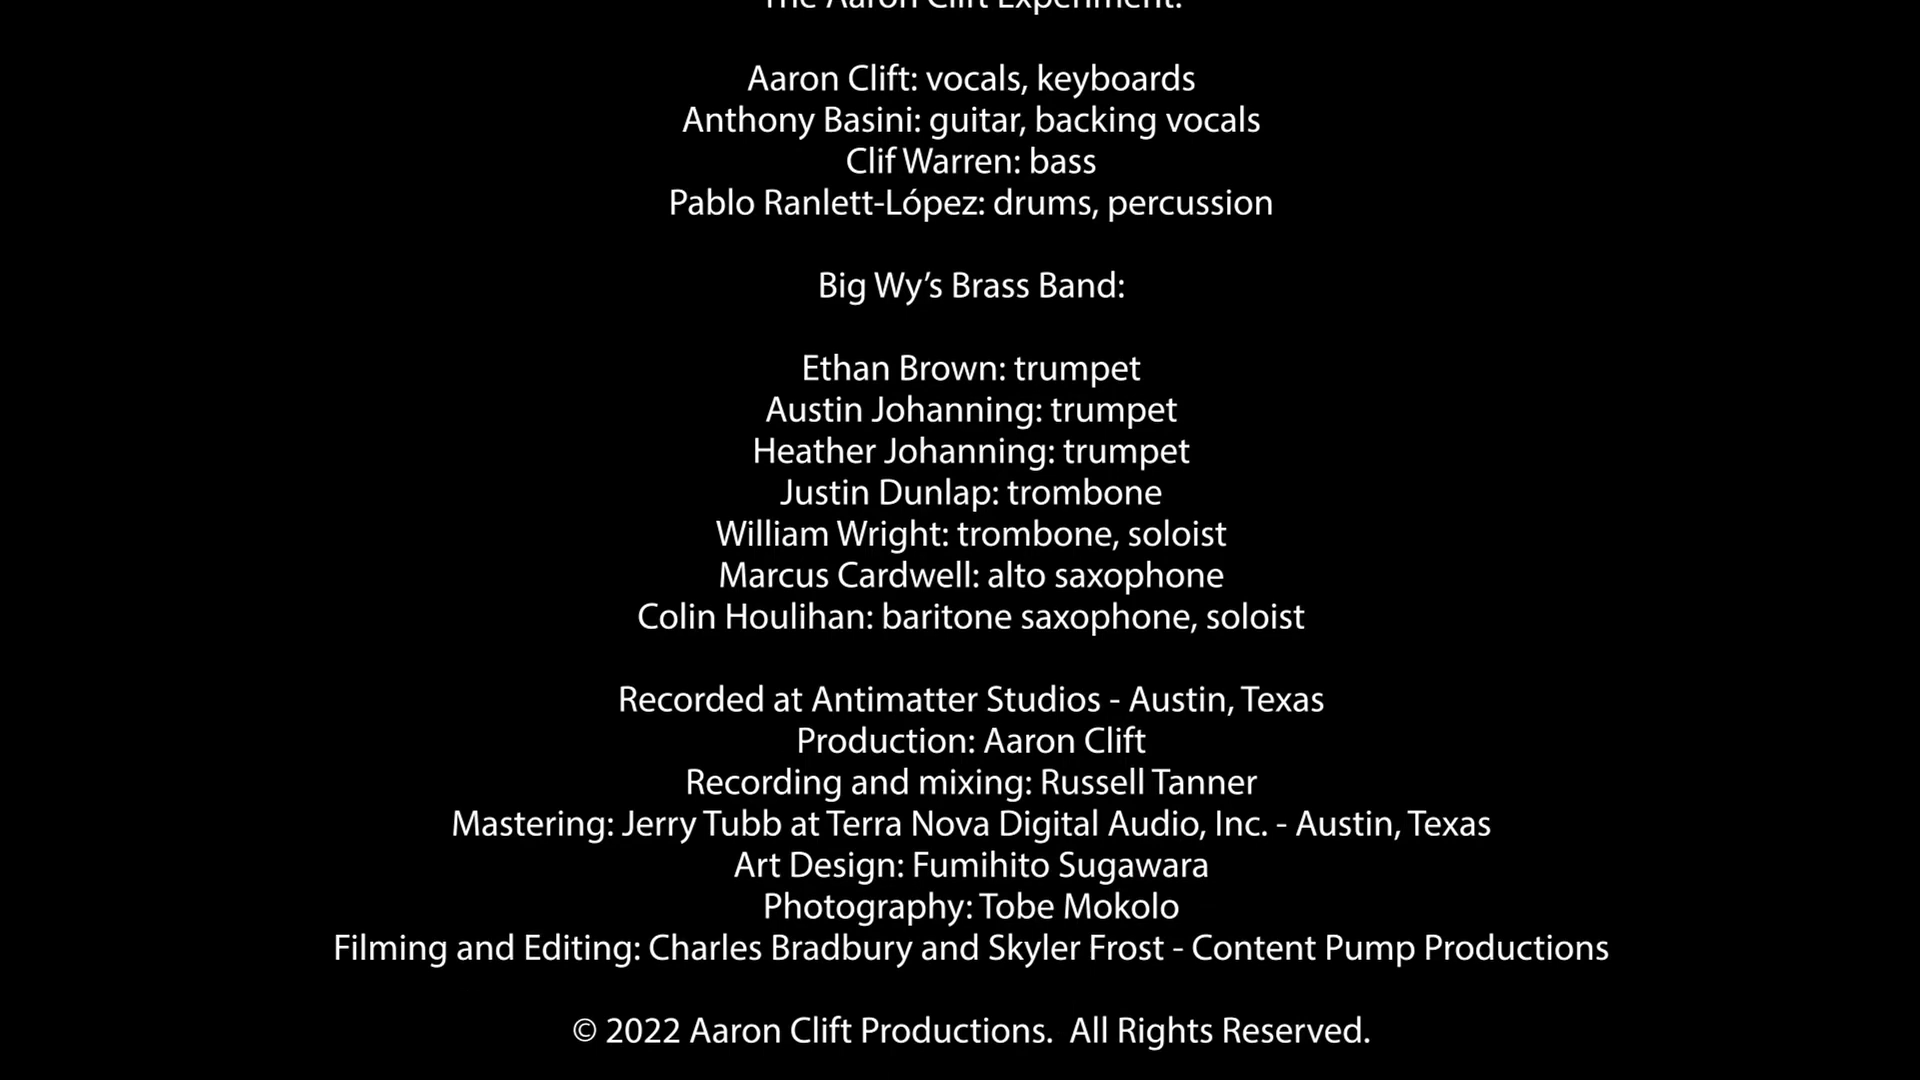 The Aaron Clift Experiment:
Aaron Clift: vocals, keyboards
Anthony Basini: guitar, backing vocals
Clif Warren: bass
Pablo Ranlett-López: drums, percussion
Big Wy’s Brass Band:
Ethan Brown: trumpet
Austin Johanning: trumpet
Heather Johanning: trumpet
Justin Dunlap: trombone
William Wright: trombone, soloist
Marcus Cardwell: alto saxophone
Colin Houlihan: baritone saxophone, soloist
Recorded at Antimatter Studios - Austin, Texas
Production: Aaron Clift
Recording and mixing: Russell Tanner
Mastering: Jerry Tubb at Terra Nova Digital Audio, Inc. - Austin, Texas
Art Design: Fumihito Sugawara
Photography: Tobe Mokolo
Filming and Editing: Charles Bradbury and Skyler Frost - Content Pump Productions
© 2022 Aaron Clift Productions.  All Rights Reserved.